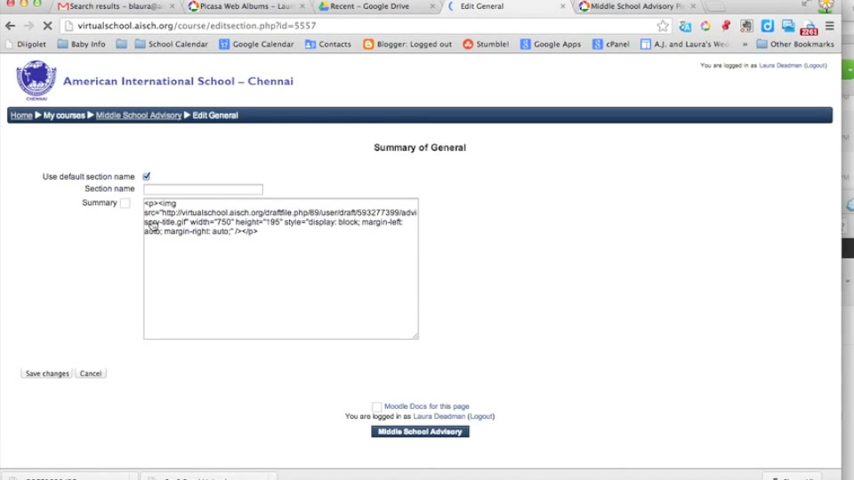 Search results – blaura@a
Picasa Web Albums – Laur
Recent – Google Drive
Edit General
Middle School Advisory Pi
virtualschool.aisch.org/course/editsection.php?id=5557
2261
Diigolet
Baby Info
School Calendar
Google Calendar
Contacts
Blogger: Logged out
Stumble!
Google Apps
cPanel
A.J. and Laura's We
Other Bookmarks
American International School – Chennai
You are logged in as Laura Deadman (Logout)
CHENNAI
Home ▶ My courses ▶ Middle School Advisory ▶ Edit General
Summary of General
Use default section name
Section name
Summary
<p><img
src="http://virtualschool.aisch.org/draftfile.php/89/user/draft/593277399/advi
sory-title.gif" width="750" height="195" style="display: block; margin-left:
auto; margin-right: auto;" /></p>
Save changes
Cancel
Moodle Docs for this page
You are logged in as Laura Deadman (Logout)
Middle School Advisory